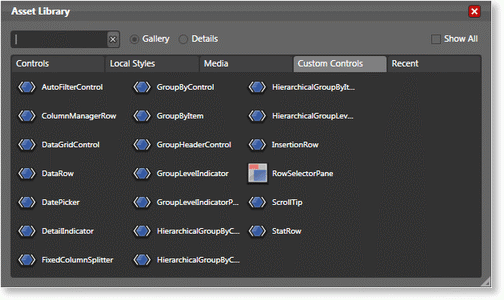 Asset Library
Gallery Details Show All
Controls Local Styles Media Custom Controls Recent
AutoFilterControl GroupByControl HierarchicalGroupByIt...
ColumnManagerRow GroupByItem HierarchicalGroupLev...
DataGridControl GroupHeaderControl InsertionRow
DataRow GroupLevelIndicator RowSelectorPane
DatePicker GroupLevelIndicatorP... ScrollTip
DetailIndicator HierarchicalGroupByC... StatRow
FixedColumnSplitter HierarchicalGroupByC...